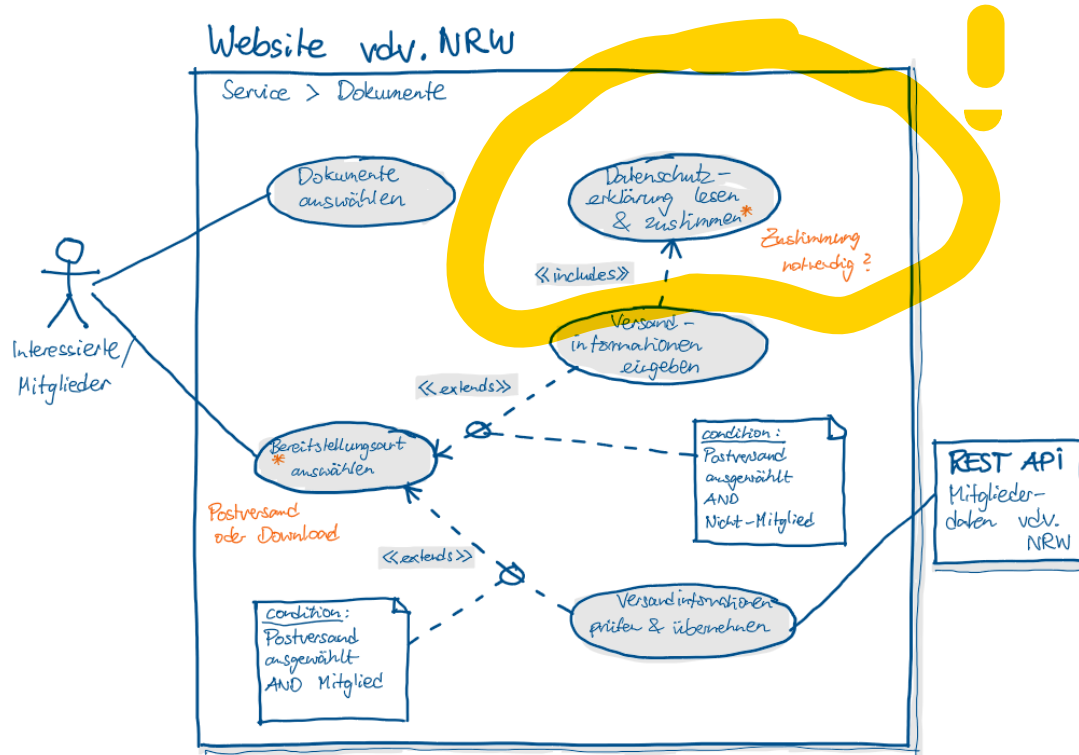 Website vdv.NRW
Service > Dokumente
Dokumente
auswählen
Datenschutz-
erklärung lesen
& zustimmen*
Zustimmung
notwendig?
<<includes>>
Versand-
informationen
eingeben
Interessierte/
Mitglieder
<<extends>>
Bereitstellungsart
*
auswählen
Postversand
oder Download
condition:
Postversand
ausgewählt
AND
Nicht-Mitglied
REST API
Mitglieder-
daten vdv.
NRW
<<extends>>
Versandinformationen
prüfen & übernehmen
condition:
Postversand
ausgewählt
AND Mitglied
!